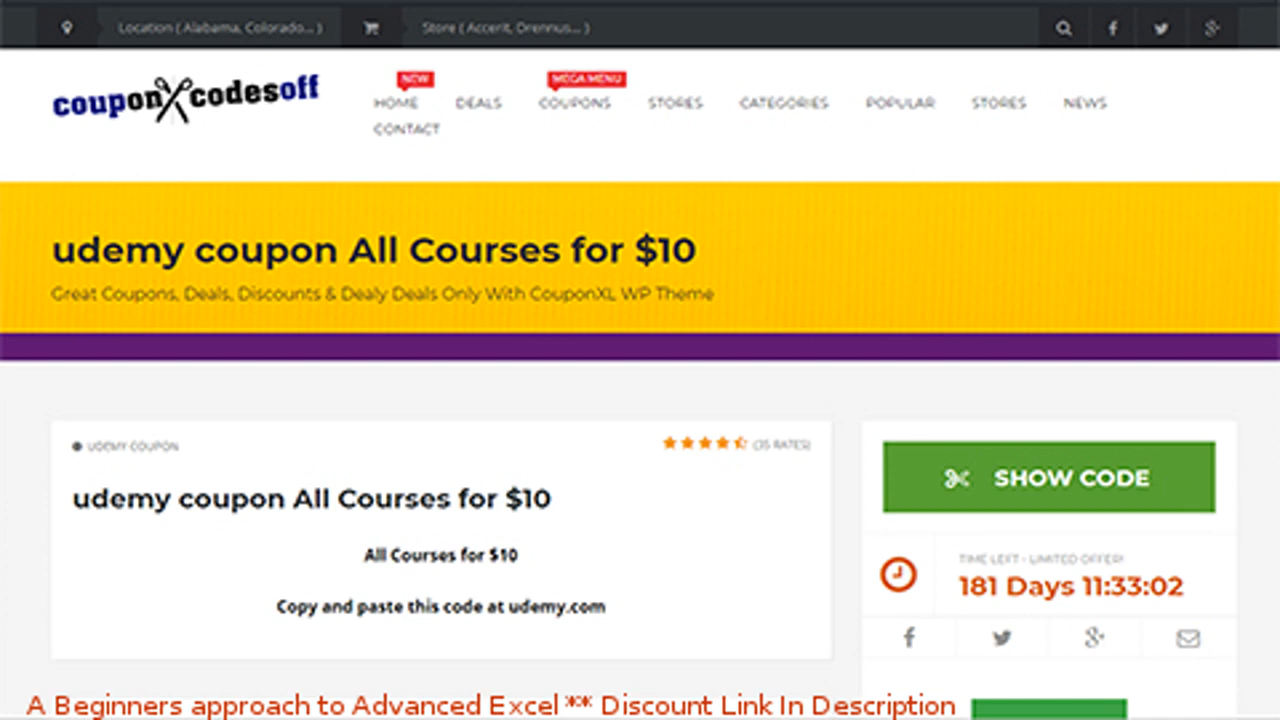 Location ( Alabama, Colorado... )
Store ( Accent, Drennus... )
couponXcodesoff
NEW
MEGA MENU
HOME DEALS COUPONS STORES CATEGORIES POPULAR STORES NEWS
CONTACT
udemy coupon All Courses for $10
Great Coupons, Deals, Discounts & Dealy Deals Only With CouponXL WP Theme
UDEMY COUPON
(35 RATES)
udemy coupon All Courses for $10
All Courses for $10
Copy and paste this code at udemy.com
SHOW CODE
TIME LEFT - LIMITED OFFER!
181 Days 11:33:02
A Beginners approach to Advanced Excel ** Discount Link In Description